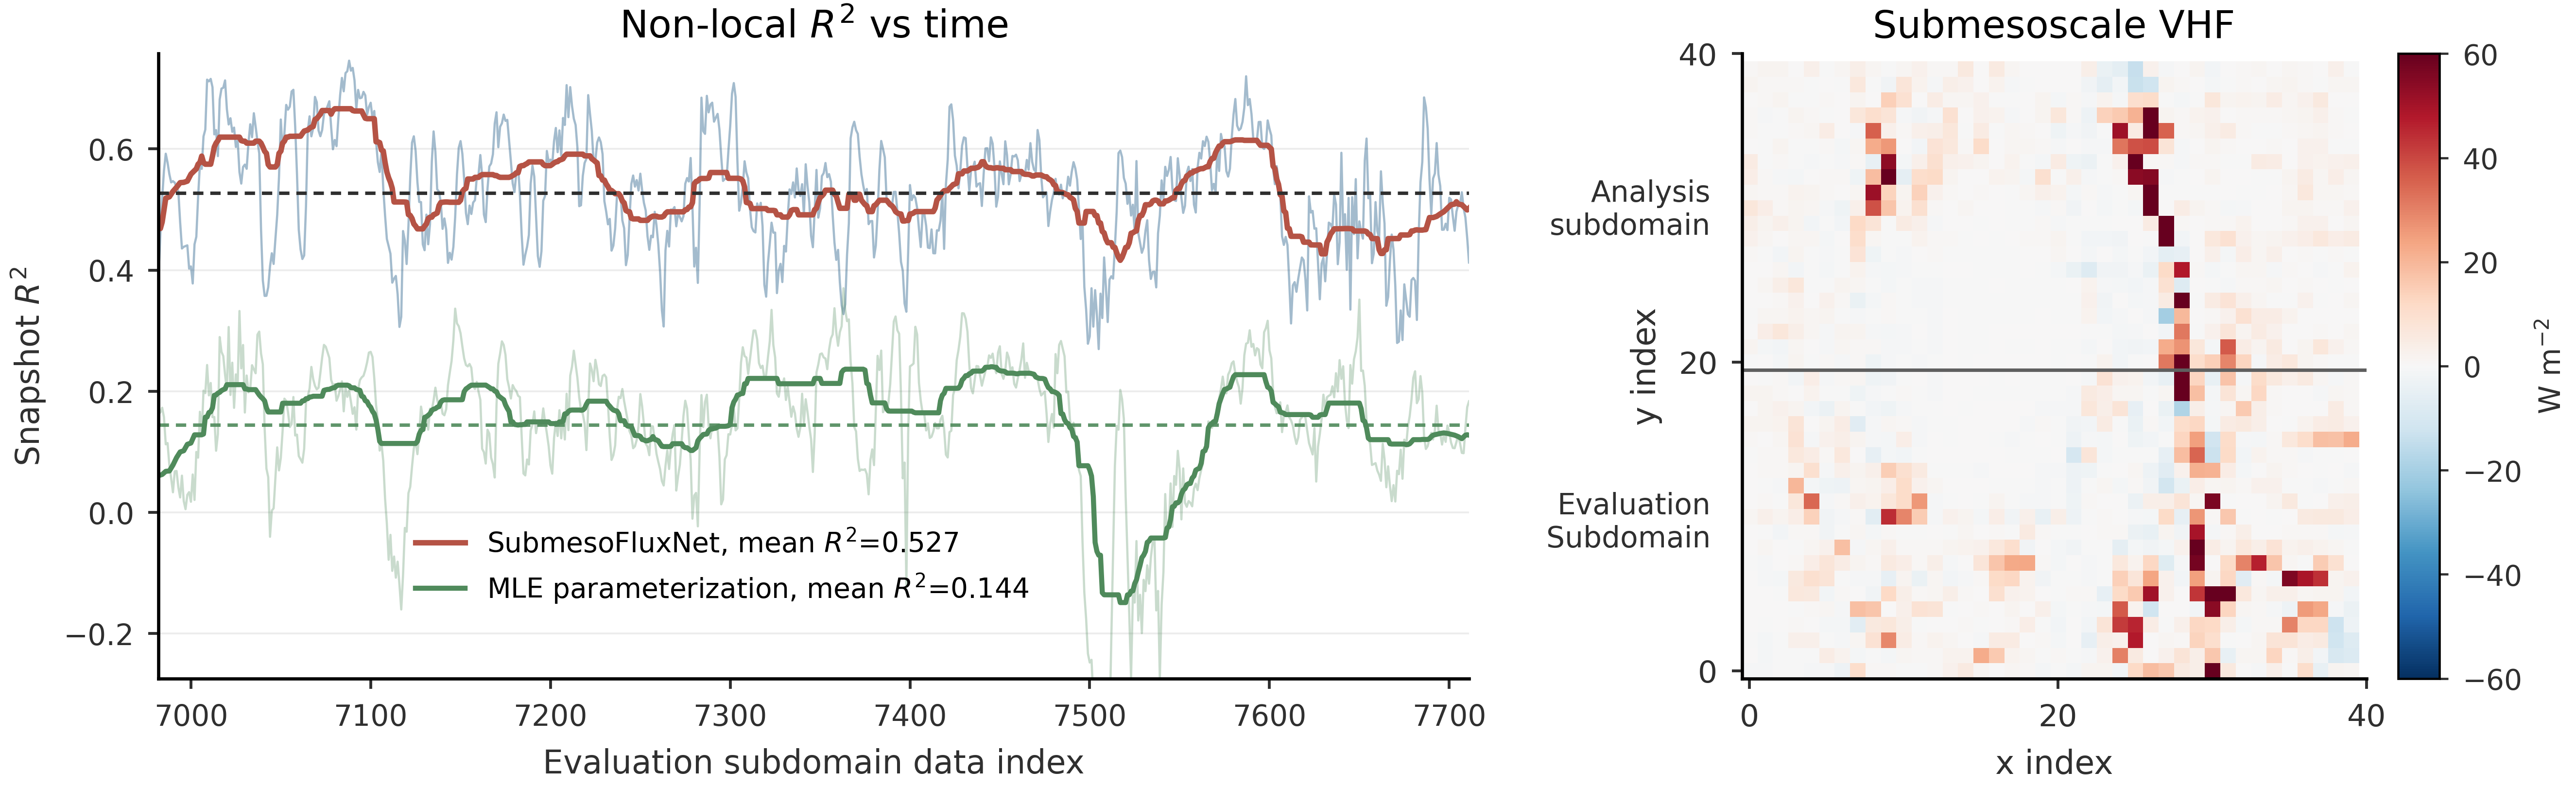 Non-local R² vs time
Snapshot R²
0.6
0.4
0.2
0.0
−0.2
SubmesoFluxNet, mean R²=0.527
MLE parameterization, mean R²=0.144
7000 7100 7200 7300 7400 7500 7600 7700
Evaluation subdomain data index
Submesoscale VHF
40
Analysis
subdomain
y index
20
Evaluation
Subdomain
0
0 20 40
x index
60
40
20
0
−20
−40
−60
W m⁻²